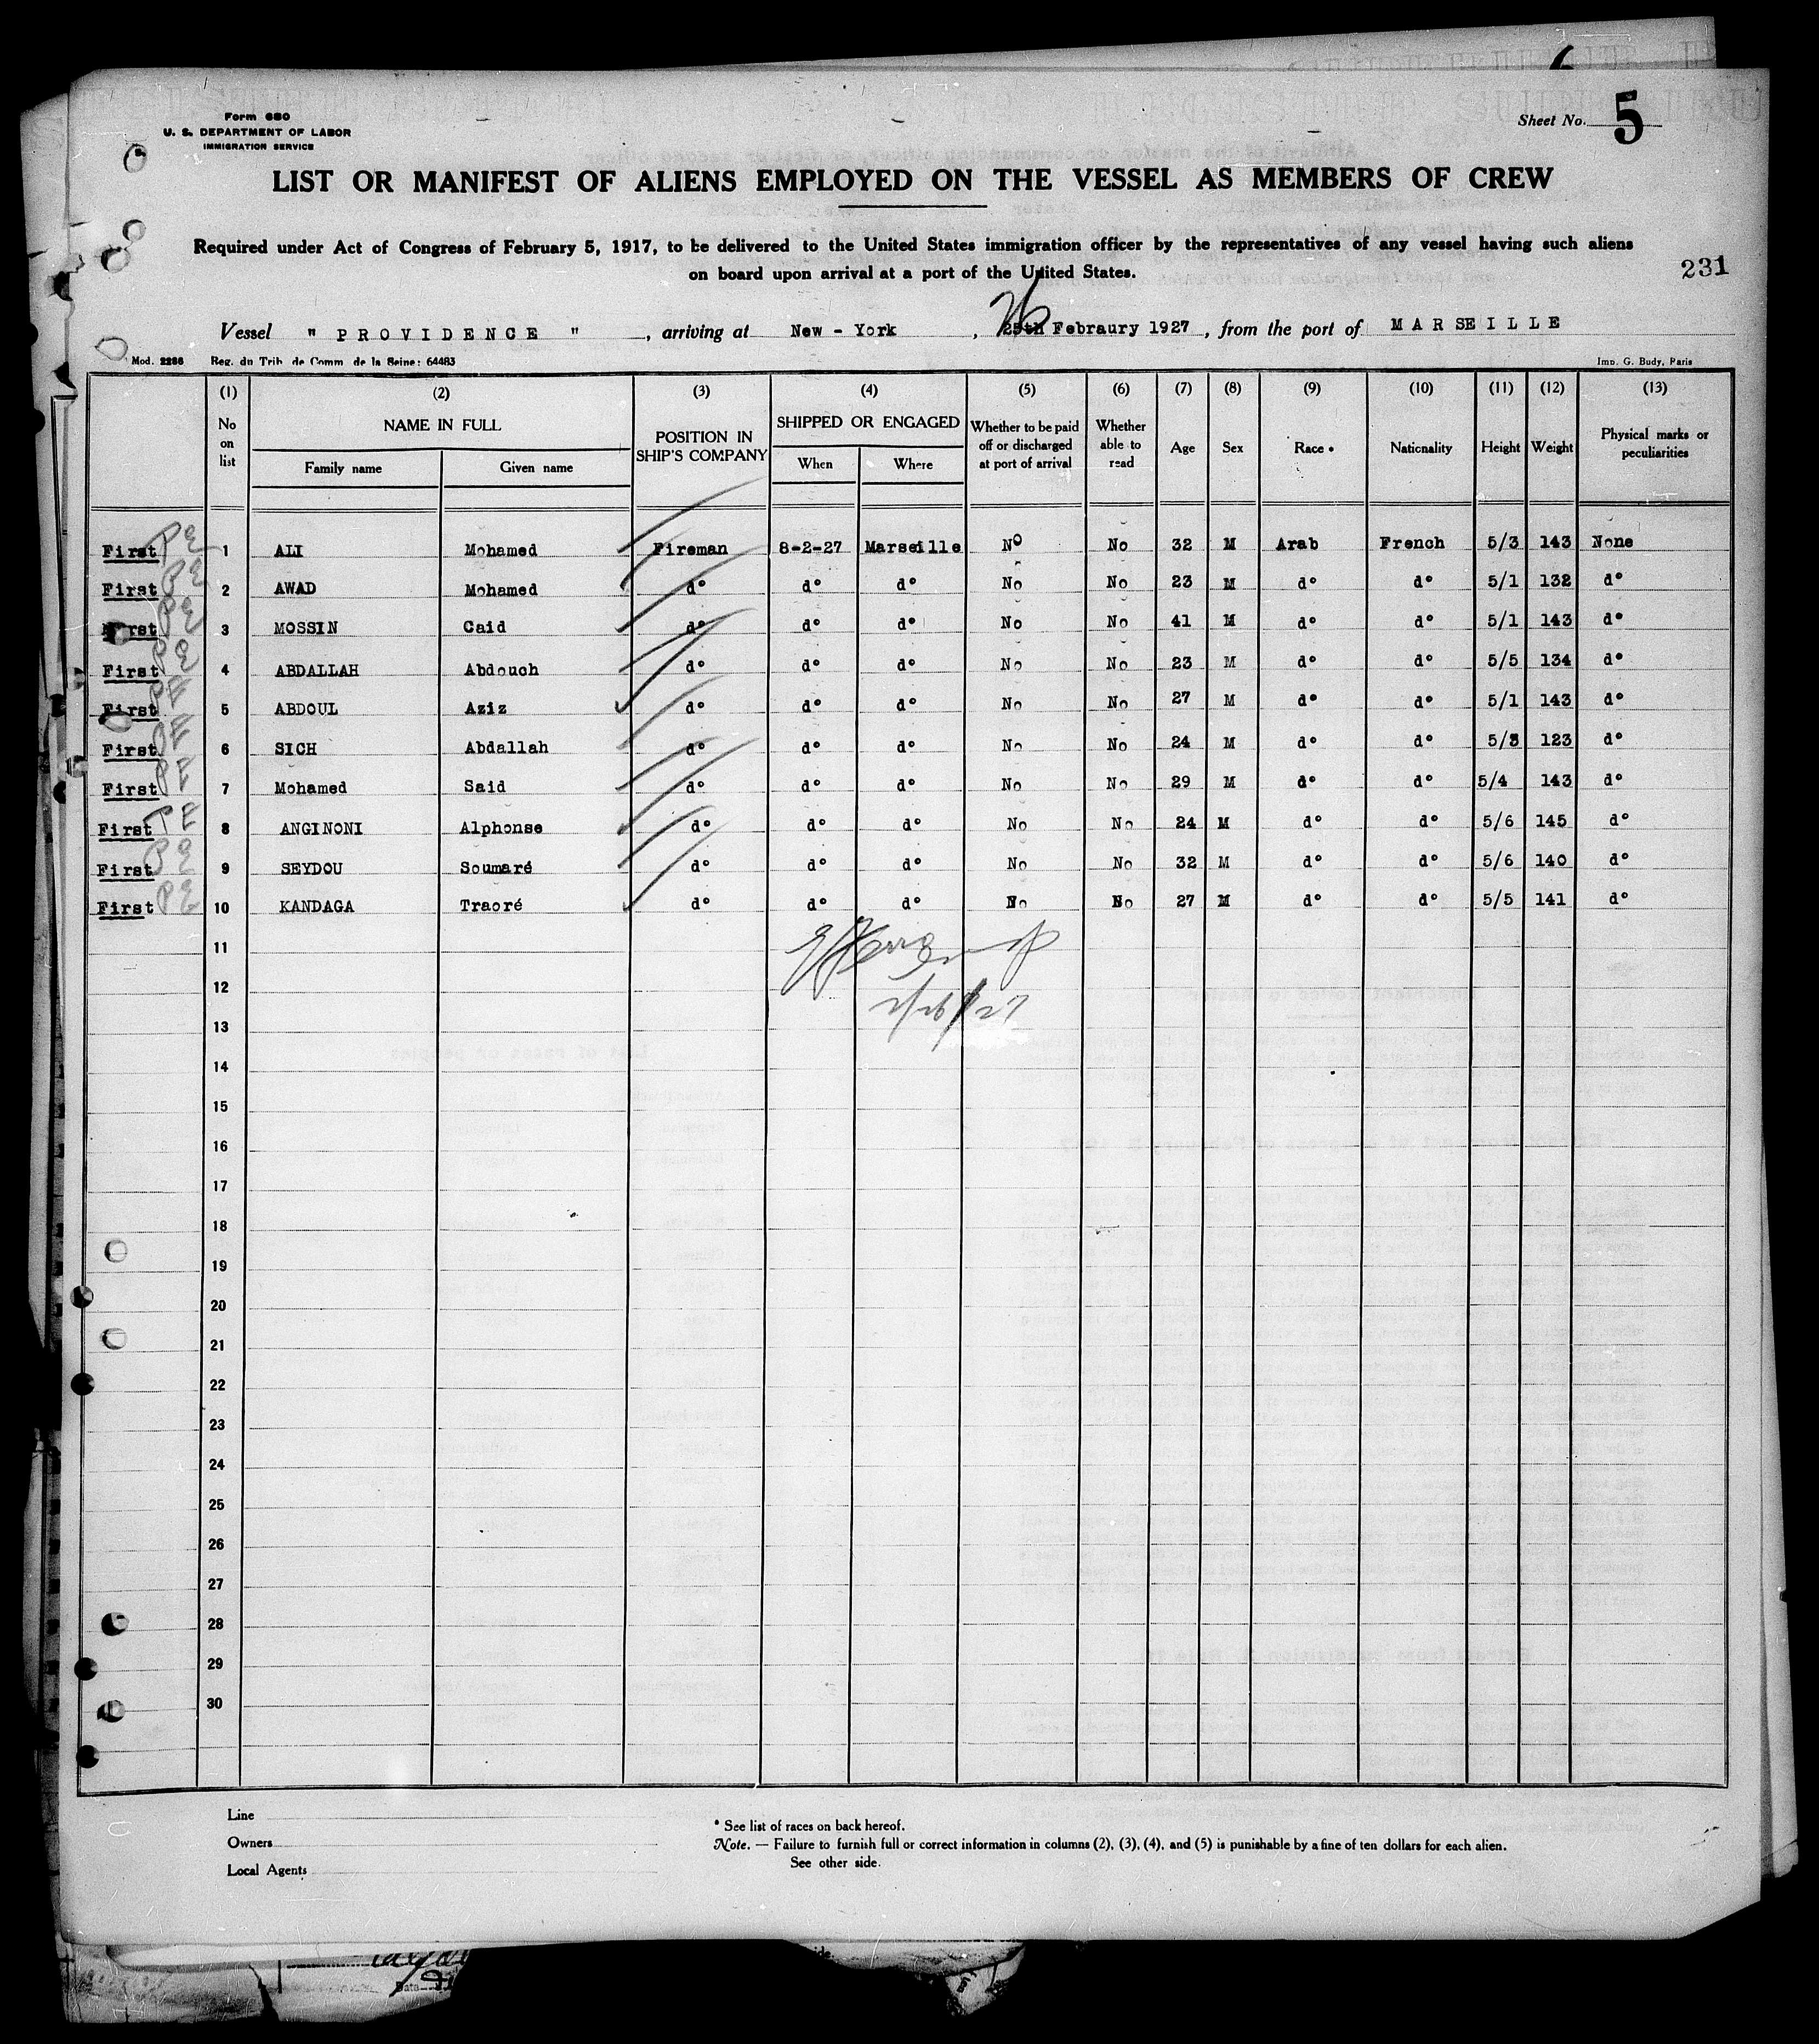 Form 680
U. S. DEPARTMENT OF LABOR
IMMIGRATION SERVICE
Sheet No. 5
LIST OR MANIFEST OF ALIENS EMPLOYED ON THE VESSEL AS MEMBERS OF CREW
Required under Act of Congress of February 5, 1917, to be delivered to the United States immigration officer by the representatives of any vessel having such aliens
on board upon arrival at a port of the United States.
231
26
Vessel " PROVIDENCE ", arriving at New - York, 25th Febraury 1927, from the port of MARSEILLE
Mod. 2286 Reg. du Trib. de Comm. de la Seine: 64483 Imp. G. Budy, Paris
(1) (2) (3) (4) (5) (6) (7) (8) (9) (10) (11) (12) (13)
No on list NAME IN FULL POSITION IN SHIP'S COMPANY SHIPPED OR ENGAGED Whether to be paid off or discharged at port of arrival Whether able to read Age Sex Race • Nationality Height Weight Physical marks or peculiarities
Family name Given name When Where
First PE 1 ALI Mohamed Fireman 8-2-27 Marseille No No 32 M Arab French 5/3 143 None
First PE 2 AWAD Mohamed d° d° d° No No 23 M d° d° 5/1 132 d°
First PE 3 MOSSIN Caid d° d° d° No No 41 M d° d° 5/1 143 d°
First PE 4 ABDALLAH Abdouch d° d° d° No No 23 M d° d° 5/5 134 d°
First PE 5 ABDOUL Aziz d° d° d° No No 27 M d° d° 5/1 143 d°
First PE 6 SICH Abdallah d° d° d° No No 24 M d° d° 5/3 123 d°
First PE 7 Mohamed Said d° d° d° No No 29 M d° d° 5/4 143 d°
First PE 8 ANGINONI Alphonse d° d° d° No No 24 M d° d° 5/6 145 d°
First PE 9 SEYDOU Soumaré d° d° d° No No 32 M d° d° 5/6 140 d°
First PE 10 KANDAGA Traoré d° d° d° No No 27 M d° d° 5/5 141 d°
11
12
2/26/27
13
14
15
16
17
18
19
20
21
22
23
24
25
26
27
28
29
30
Line
Owners
Local Agents
* See list of races on back hereof.
Note. — Failure to furnish full or correct information in columns (2), (3), (4), and (5) is punishable by a fine of ten dollars for each alien.
See other side.